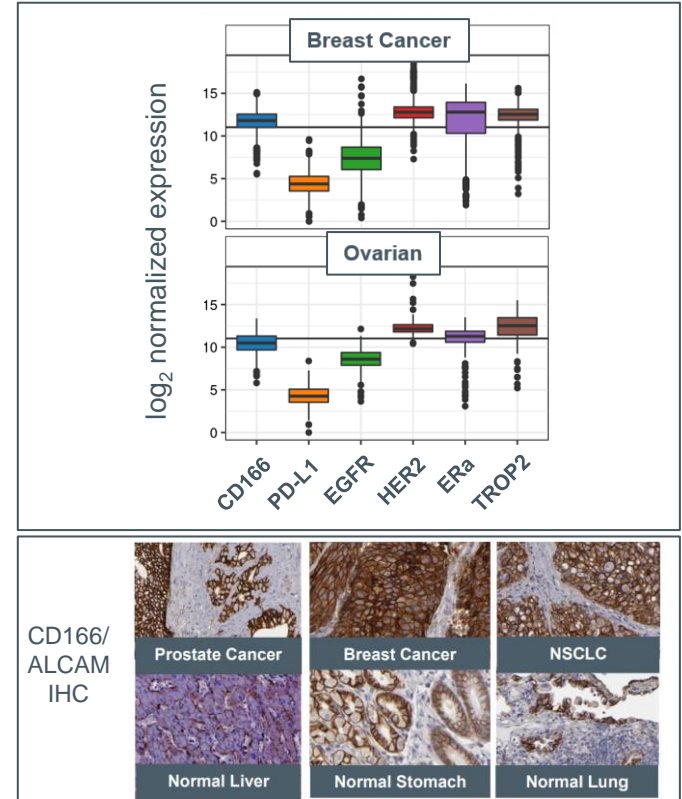 Breast Cancer
15
10
5
0
Ovarian
15
10
5
0
log2 normalized expression
CD166 PD-L1 EGFR HER2 ERa TROP2
CD166/
ALCAM
IHC
Prostate Cancer Breast Cancer NSCLC
Normal Liver Normal Stomach Normal Lung